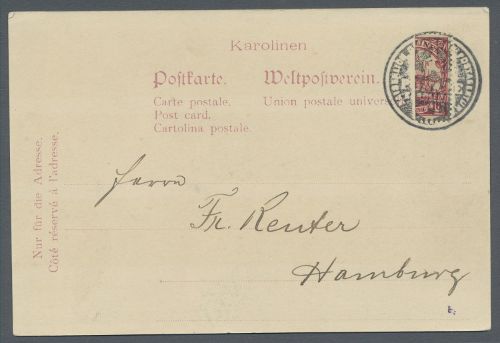 Karolinen
Postkarte. Weltpostverein.
Carte postale. Union postale univers
Post card.
Cartolina postale.
Nur für die Adresse.
Côté réservé à l'adresse.
Herrn
Fr. Reuter
Hamburg